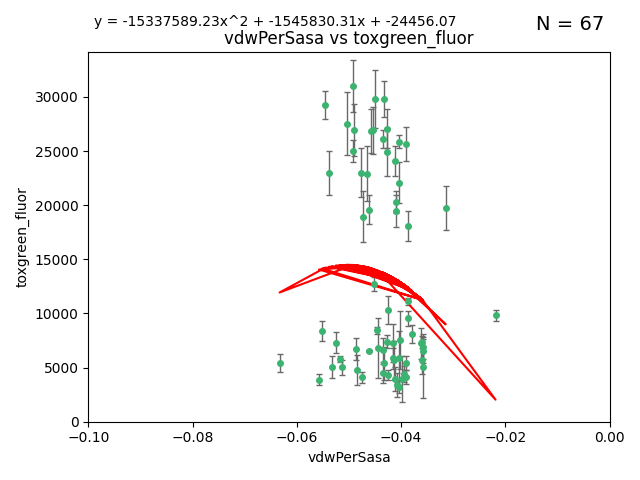 y = -15337589.23x^2 + -1545830.31x + -24456.07
N = 67
vdwPerSasa vs toxgreen_fluor
30000
25000
20000
15000
10000
5000
0
toxgreen_fluor
−0.10
−0.08
−0.06
−0.04
−0.02
0.00
vdwPerSasa